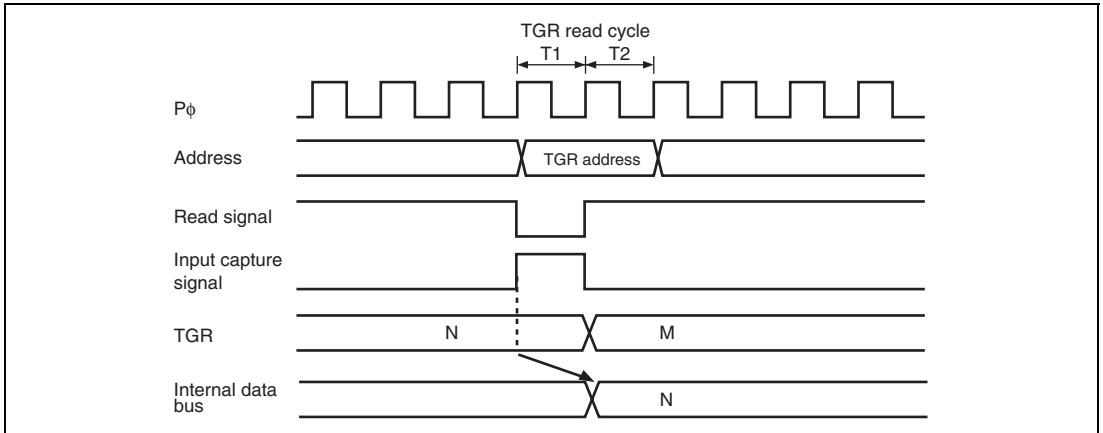 TGR read cycle
T1 T2
Pϕ
Address
TGR address
Read signal
Input capture
signal
TGR
N M
Internal data
bus
N